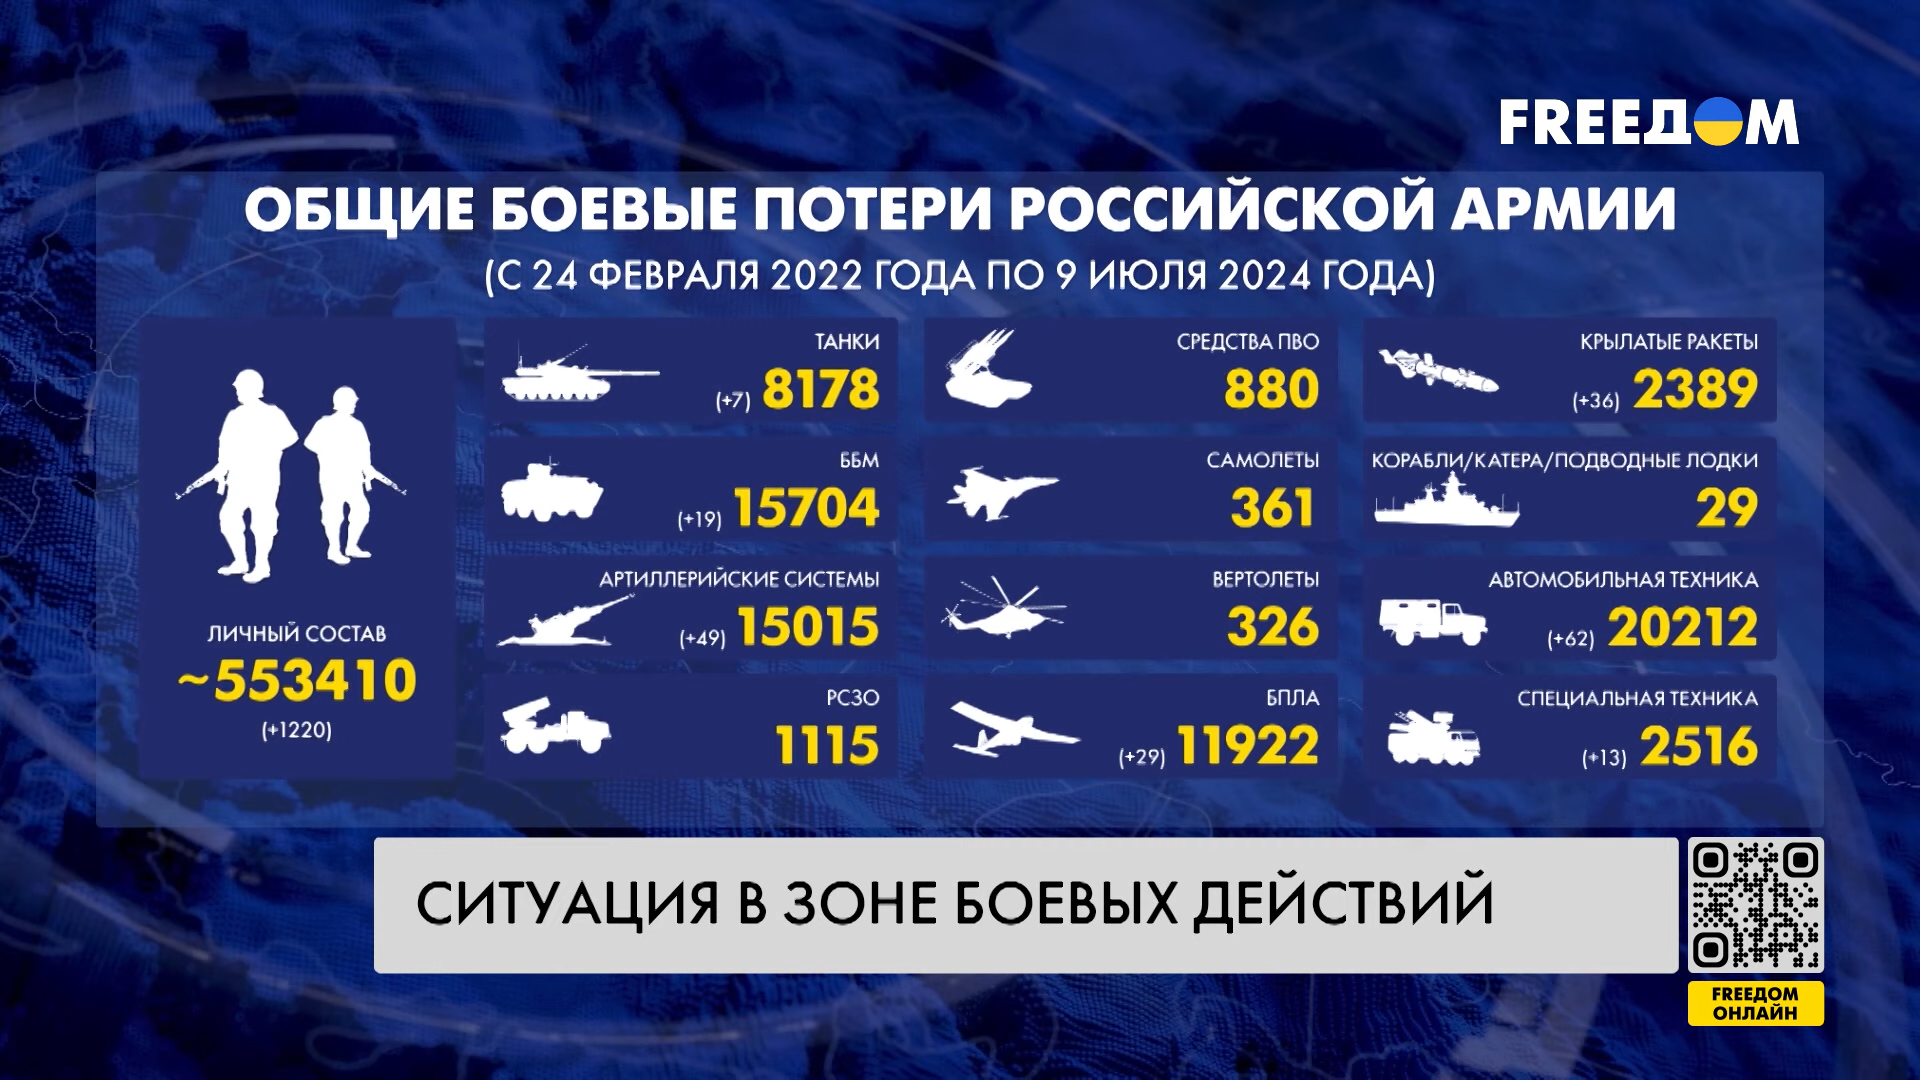 FREEДOM
ОБЩИЕ БОЕВЫЕ ПОТЕРИ РОССИЙСКОЙ АРМИИ
(С 24 ФЕВРАЛЯ 2022 ГОДА ПО 9 ИЮЛЯ 2024 ГОДА)
ЛИЧНЫЙ СОСТАВ
~553410
(+1220)
ТАНКИ
(+7) 8178
ББМ
(+19) 15704
АРТИЛЛЕРИЙСКИЕ СИСТЕМЫ
(+49) 15015
РСЗО
1115
СРЕДСТВА ПВО
880
САМОЛЕТЫ
361
ВЕРТОЛЕТЫ
326
БПЛА
(+29) 11922
КРЫЛАТЫЕ РАКЕТЫ
(+36) 2389
КОРАБЛИ/КАТЕРА/ПОДВОДНЫЕ ЛОДКИ
29
АВТОМОБИЛЬНАЯ ТЕХНИКА
(+62) 20212
СПЕЦИАЛЬНАЯ ТЕХНИКА
(+13) 2516
СИТУАЦИЯ В ЗОНЕ БОЕВЫХ ДЕЙСТВИЙ
FREEДОМ
ОНЛАЙН